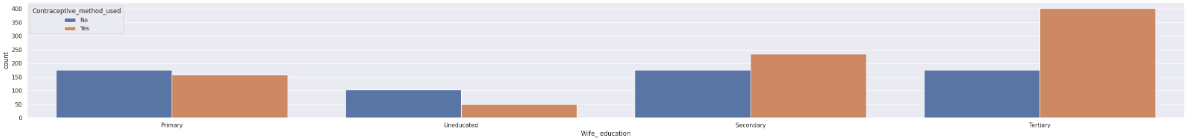 Contraceptive_method_used
No
Yes
400
350
300
250
200
150
100
50
0
count
Primary
Uneducated
Secondary
Tertiary
Wife_ education